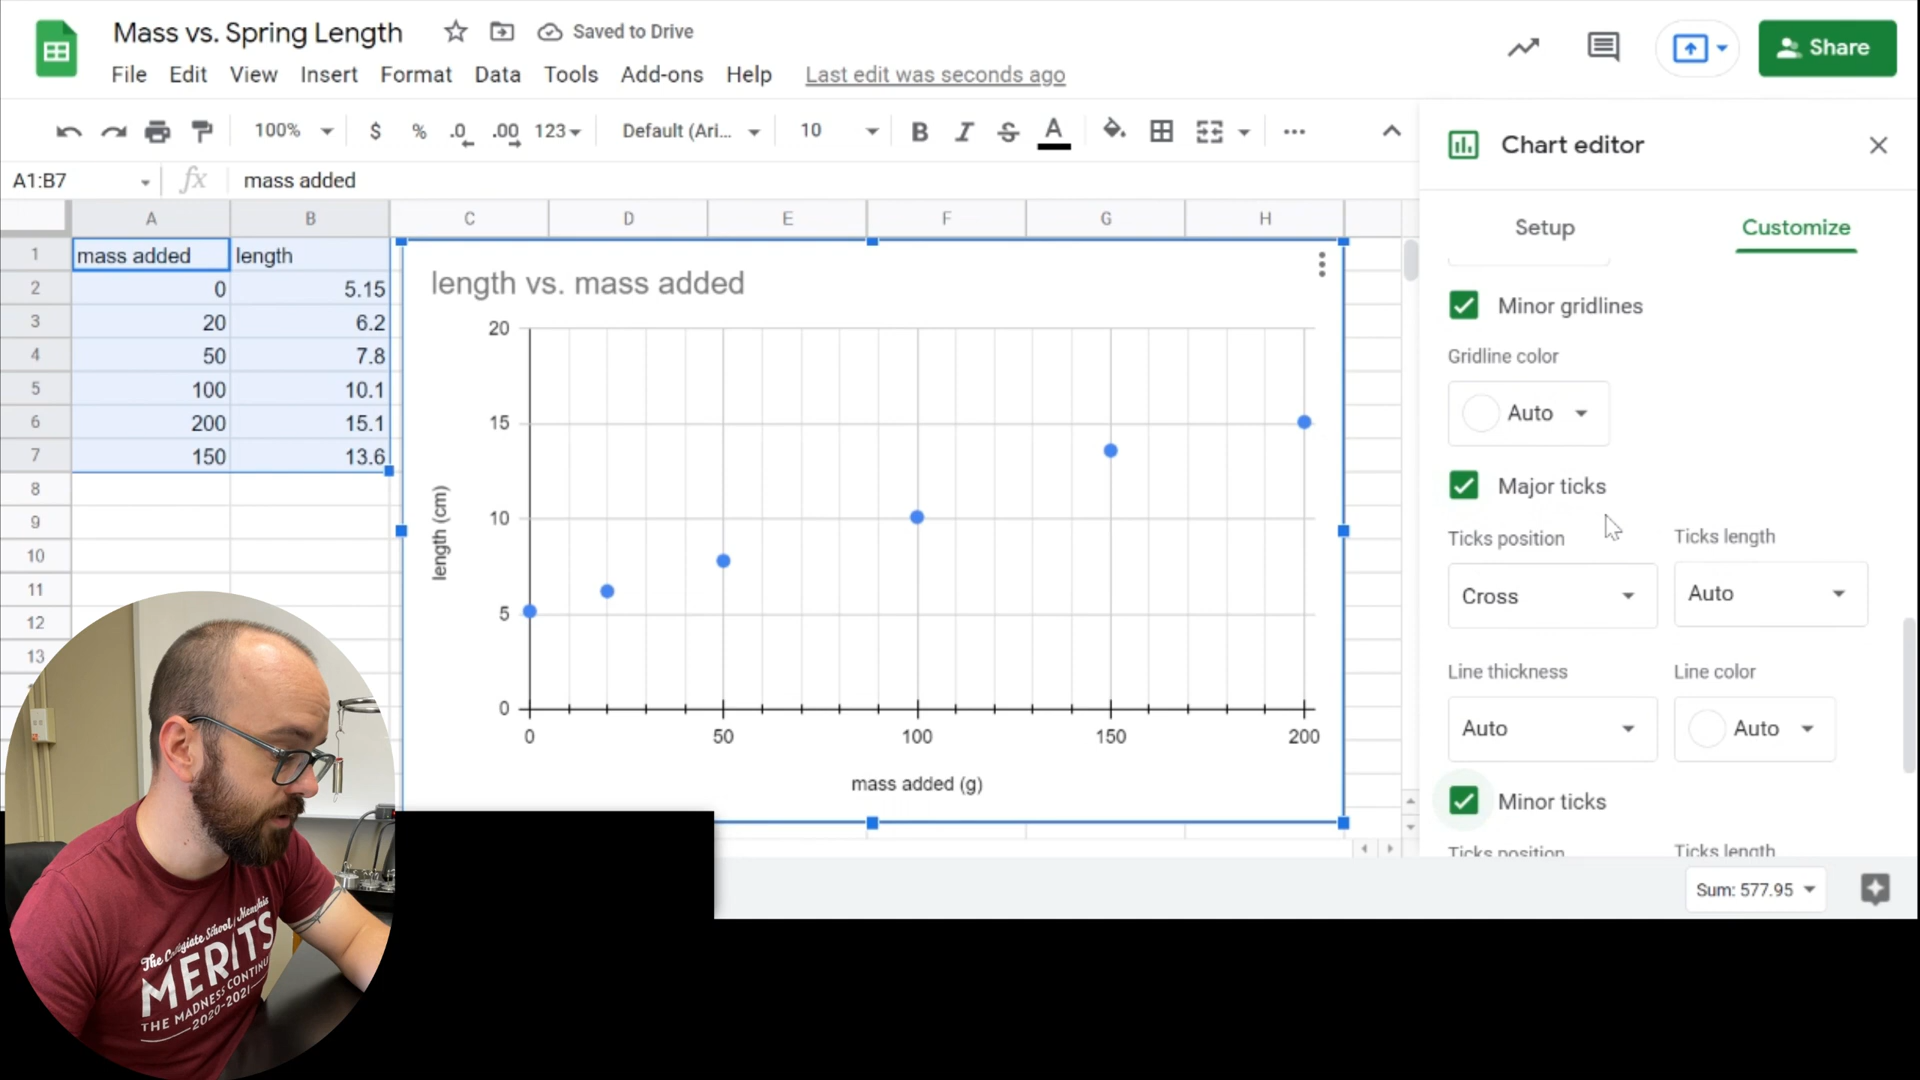 Mass vs. Spring Length
Saved to Drive
File Edit View Insert Format Data Tools Add-ons Help Last edit was seconds ago
Share
100% $ % .0 .00 123 Default (Ari... 10 B I S A
Chart editor
A1:B7 fx mass added
Setup Customize
A B C D E F G H
1 mass added length
2 0 5.15
3 20 6.2
4 50 7.8
5 100 10.1
6 200 15.1
7 150 13.6
8
9
10
11
12
13
length vs. mass added
20
15
10
5
0
length (cm)
0 50 100 150 200
mass added (g)
Minor gridlines
Gridline color
Auto
Major ticks
Ticks position Ticks length
Cross Auto
Line thickness Line color
Auto Auto
Minor ticks
Ticks position Ticks length
Sum: 577.95
The Collegiate School of Memphis
MERITS
THE MADNESS CONTINUES
2020-2021